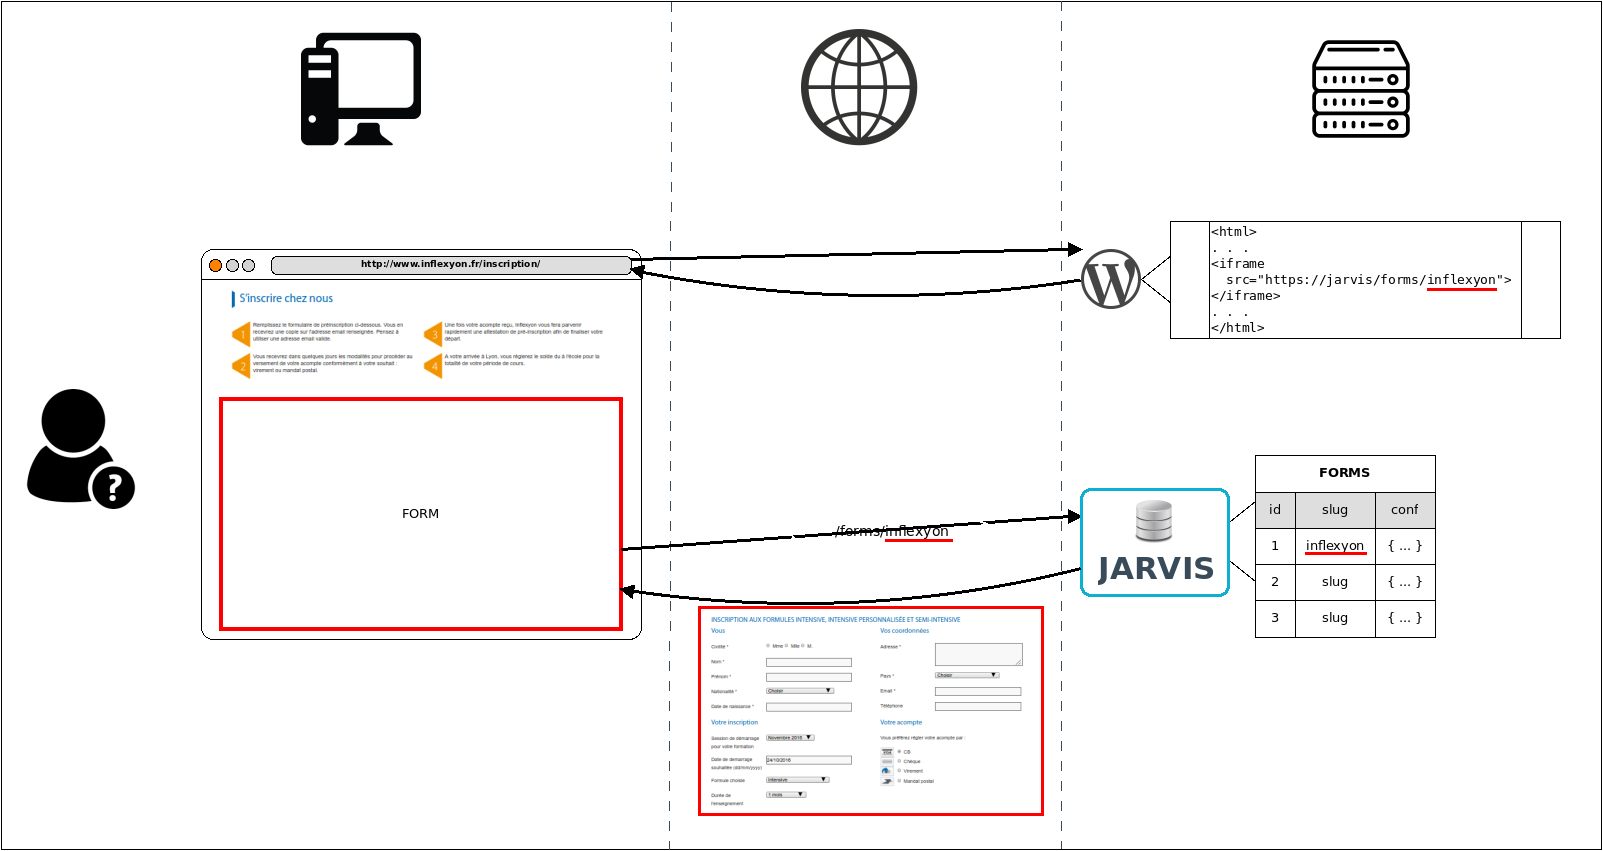 http://www.inflexyon.fr/inscription/
S'inscrire chez nous
1
Remplissez le formulaire de préinscription ci-dessous. Vous en
recevrez une copie sur l'adresse email renseignée. Pensez à
utiliser une adresse email valide.
2
Vous recevrez dans quelques jours les modalités pour procéder au
versement de votre acompte conformément à votre souhait :
virement ou mandat postal.
3
Une fois votre acompte reçu, Inflexyon vous fera parvenir
rapidement une attestation de pré-inscription afin de finaliser votre
départ.
4
A votre arrivée à Lyon, vous réglerez le solde du à l'école pour la
totalité de votre période de cours.
FORM
?
W
<html>
. . .
<iframe
src="https://jarvis/forms/inflexyon">
</iframe>
. . .
</html>
/forms/inflexyon
JARVIS
FORMS
id slug conf
1 inflexyon { ... }
2 slug { ... }
3 slug { ... }
INSCRIPTION AUX FORMULES INTENSIVE, INTENSIVE PERSONNALISÉE ET SEMI-INTENSIVE
Vous
Civilité * Mme Mlle M.
Nom *
Prénom *
Nationalité * Choisir
Date de naissance *
Vos coordonnées
Adresse *
Pays * Choisir
Email *
Téléphone
Votre inscription
Session de démarrage
pour votre formation
Novembre 2016
Date de démarrage
souhaitée (dd/mm/yyyy)
24/10/2016
Formule choisie Intensive
Durée de
l'enseignement
1 mois
Votre acompte
Vous préférez régler votre acompte par :
CB
Chèque
Virement
Mandat postal